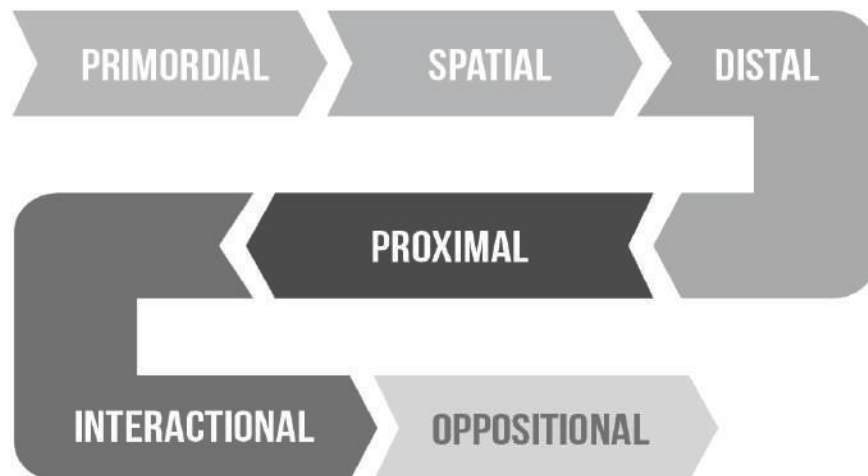 PRIMORDIAL
SPATIAL
DISTAL
PROXIMAL
INTERACTIONAL
OPPOSITIONAL